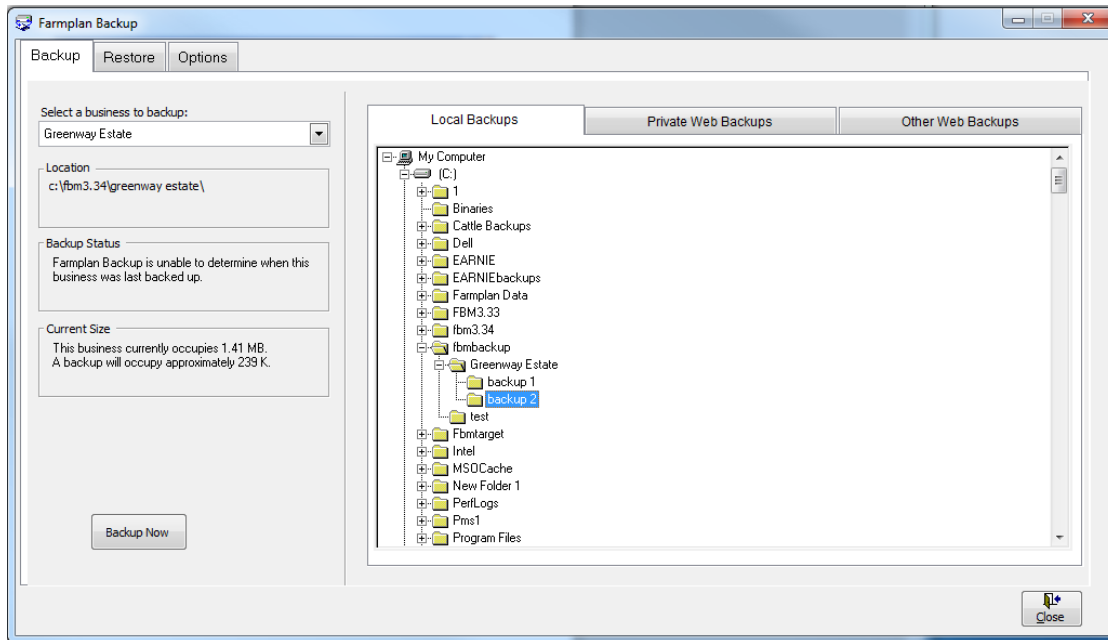 Farmplan Backup
Backup
Restore
Options
Select a business to backup:
Greenway Estate
Location
c:\fbm3.34\greenway estate\
Backup Status
Farmplan Backup is unable to determine when this
business was last backed up.
Current Size
This business currently occupies 1.41 MB.
A backup will occupy approximately 239 K.
Backup Now
Local Backups
Private Web Backups
Other Web Backups
My Computer
(C:)
1
Binaries
Cattle Backups
Dell
EARNIE
EARNIEbackups
Farmplan Data
FBM3.33
fbm3.34
fbmbackup
Greenway Estate
backup 1
backup 2
test
Fbmtarget
Intel
MSOCache
New Folder 1
PerfLogs
Pms1
Program Files
Close